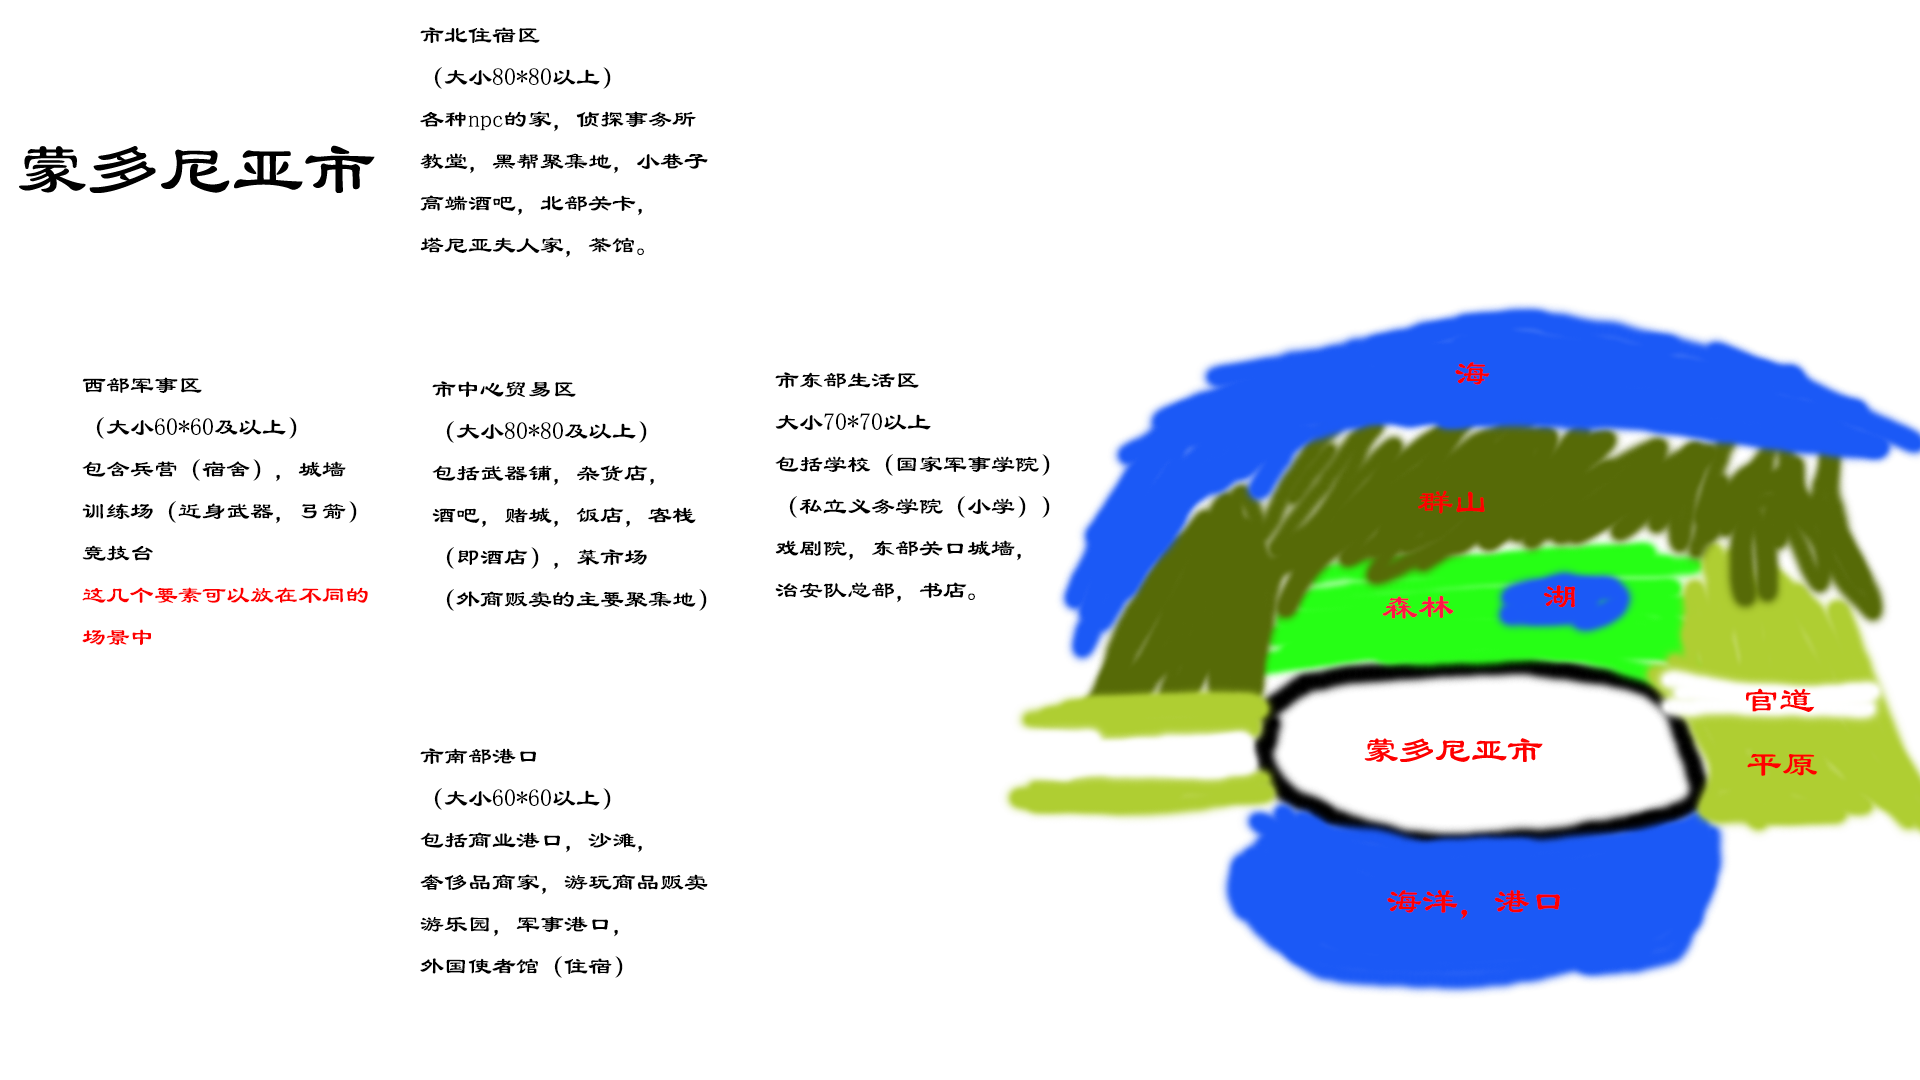 蒙多尼亚市
市北住宿区
（大小80*80以上）
各种npc的家，侦探事务所
教堂，黑帮聚集地，小巷子
高端酒吧，北部关卡，
塔尼亚夫人家，茶馆。
西部军事区
（大小60*60及以上）
包含兵营（宿舍），城墙
训练场（近身武器，弓箭）
竞技台
这几个要素可以放在不同的
场景中
市中心贸易区
（大小80*80及以上）
包括武器铺，杂货店，
酒吧，赌城，饭店，客栈
（即酒店），菜市场
（外商贩卖的主要聚集地）
市东部生活区
大小70*70以上
包括学校（国家军事学院）
（私立义务学院（小学））
戏剧院，东部关口城墙，
治安队总部，书店。
市南部港口
（大小60*60以上）
包括商业港口，沙滩，
奢侈品商家，游玩商品贩卖
游乐园，军事港口，
外国使者馆（住宿）
海
群山
森林
湖
官道
蒙多尼亚市
平原
海洋，港口